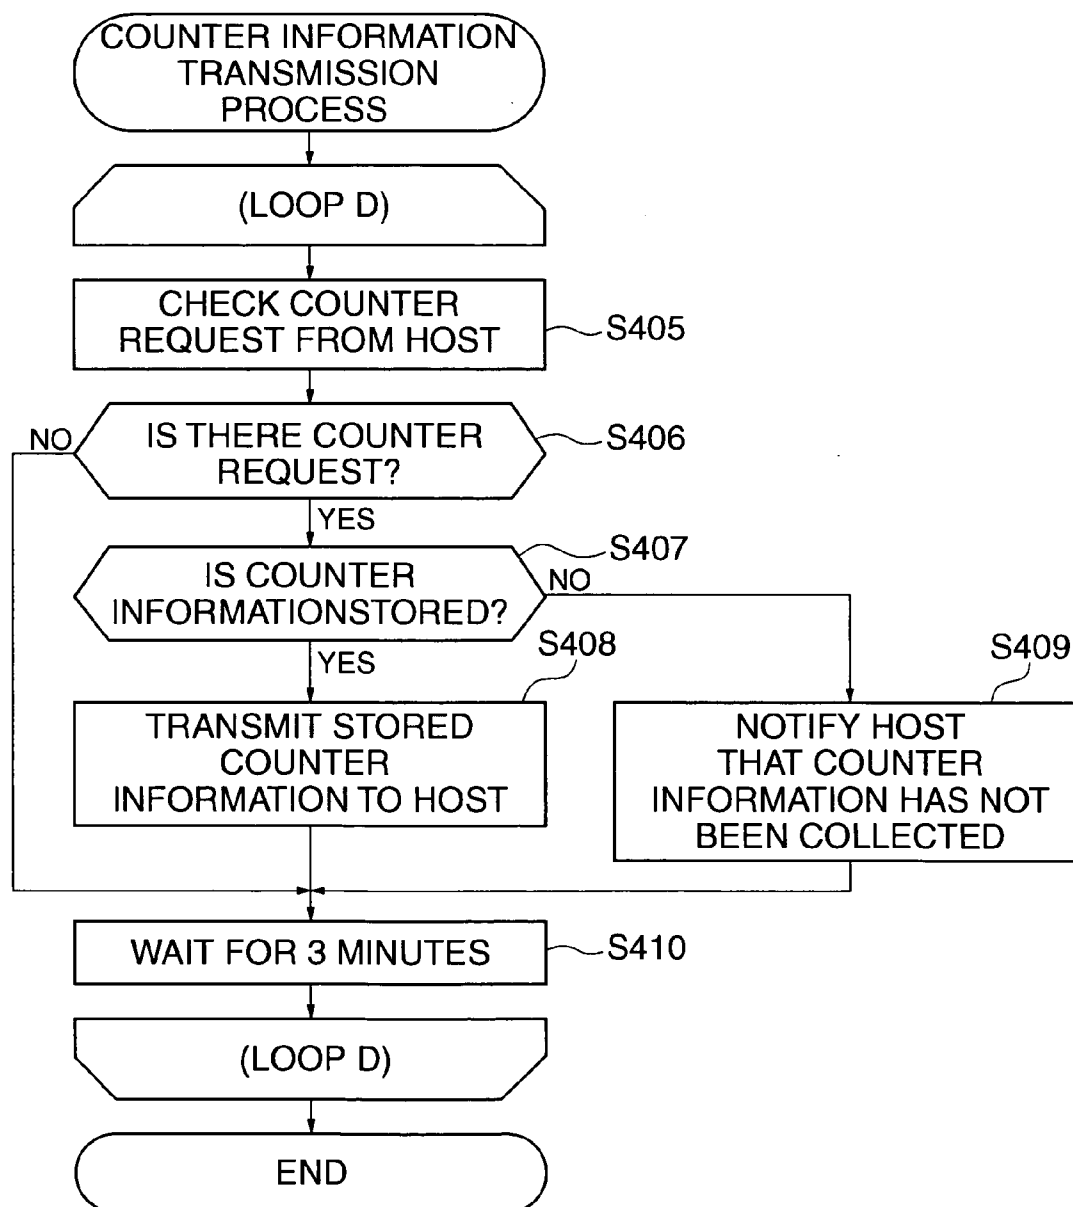 COUNTER INFORMATION
TRANSMISSION
PROCESS
(LOOP D)
CHECK COUNTER
REQUEST FROM HOST
S405
NO
IS THERE COUNTER
REQUEST?
S406
YES
S407
IS COUNTER
INFORMATIONSTORED?
NO
YES
S408
S409
TRANSMIT STORED
COUNTER
INFORMATION TO HOST
NOTIFY HOST
THAT COUNTER
INFORMATION HAS NOT
BEEN COLLECTED
WAIT FOR 3 MINUTES
S410
(LOOP D)
END